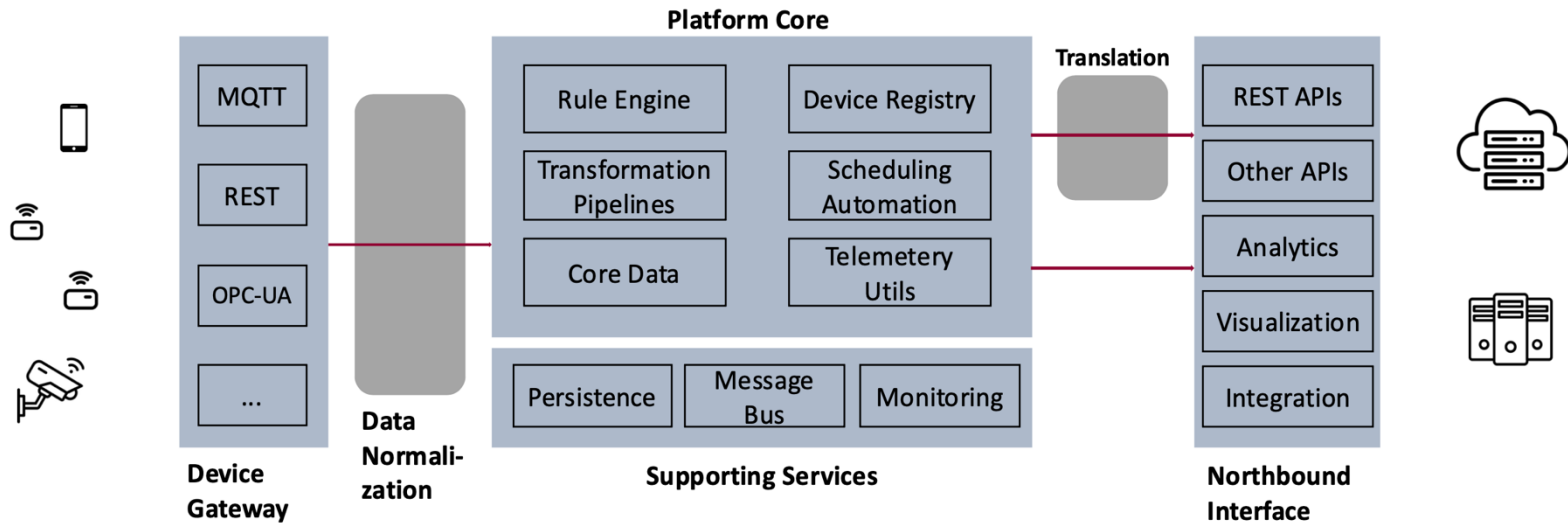 Platform Core
Translation
MQTT
REST
OPC-UA
...
Device
Gateway
Data
Normali-
zation
Rule Engine
Device Registry
Transformation
Pipelines
Scheduling
Automation
Core Data
Telemetery
Utils
Persistence
Message
Bus
Monitoring
Supporting Services
REST APIs
Other APIs
Analytics
Visualization
Integration
Northbound
Interface